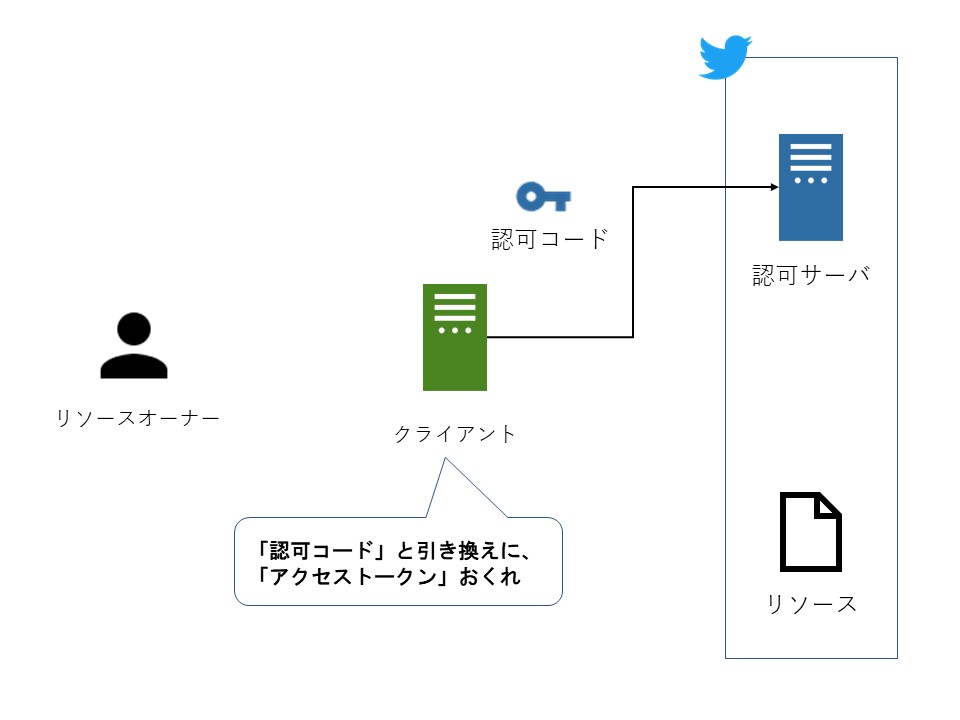 認可コード
認可サーバ
リソースオーナー
クライアント
「認可コード」と引き換えに、
「アクセストークン」おくれ
リソース